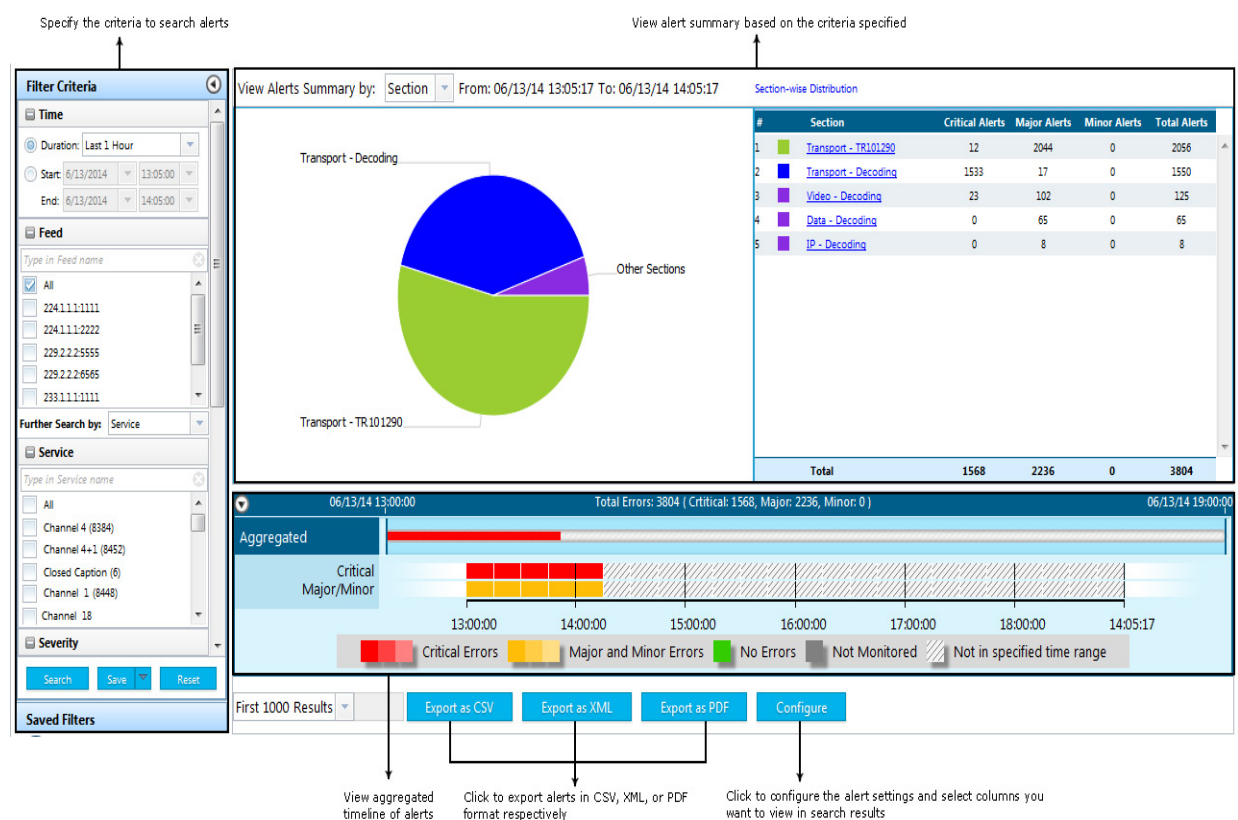 Specify the criteria to search alerts
View alert summary based on the criteria specified
Filter Criteria
Time
Duration: Last 1 Hour
Start: 6/13/2014 13:05:00
End: 6/13/2014 14:05:00
Feed
Type in Feed name
All
224.1.1.1:1111
224.1.1.1:2222
229.2.2.2:5555
229.2.2.2:6565
233.1.1.1:1111
Further Search by: Service
Service
Type in Service name
All
Channel 4 (8384)
Channel 4+1 (8452)
Closed Caption (6)
Channel 1 (8448)
Channel 18
Severity
Search Save Reset
Saved Filters
View Alerts Summary by: Section From: 06/13/14 13:05:17 To: 06/13/14 14:05:17
Section-wise Distribution
Transport - Decoding
Other Sections
Transport - TR101290
# Section Critical Alerts Major Alerts Minor Alerts Total Alerts
1 Transport - TR101290 12 2044 0 2056
2 Transport - Decoding 1533 17 0 1550
3 Video - Decoding 23 102 0 125
4 Data - Decoding 0 65 0 65
5 IP - Decoding 0 8 0 8
Total 1568 2236 0 3804
06/13/14 13:00:00 Total Errors: 3804 ( Crtitical: 1568, Major: 2236, Minor: 0 ) 06/13/14 19:00:00
Aggregated
Critical
Major/Minor
13:00:00 14:00:00 15:00:00 16:00:00 17:00:00 18:00:00 14:05:17
Critical Errors Major and Minor Errors No Errors Not Monitored Not in specified time range
First 1000 Results Export as CSV Export as XML Export as PDF Configure
View aggregated
timeline of alerts
Click to export alerts in CSV, XML, or PDF
format respectively
Click to configure the alert settings and select columns you
want to view in search results